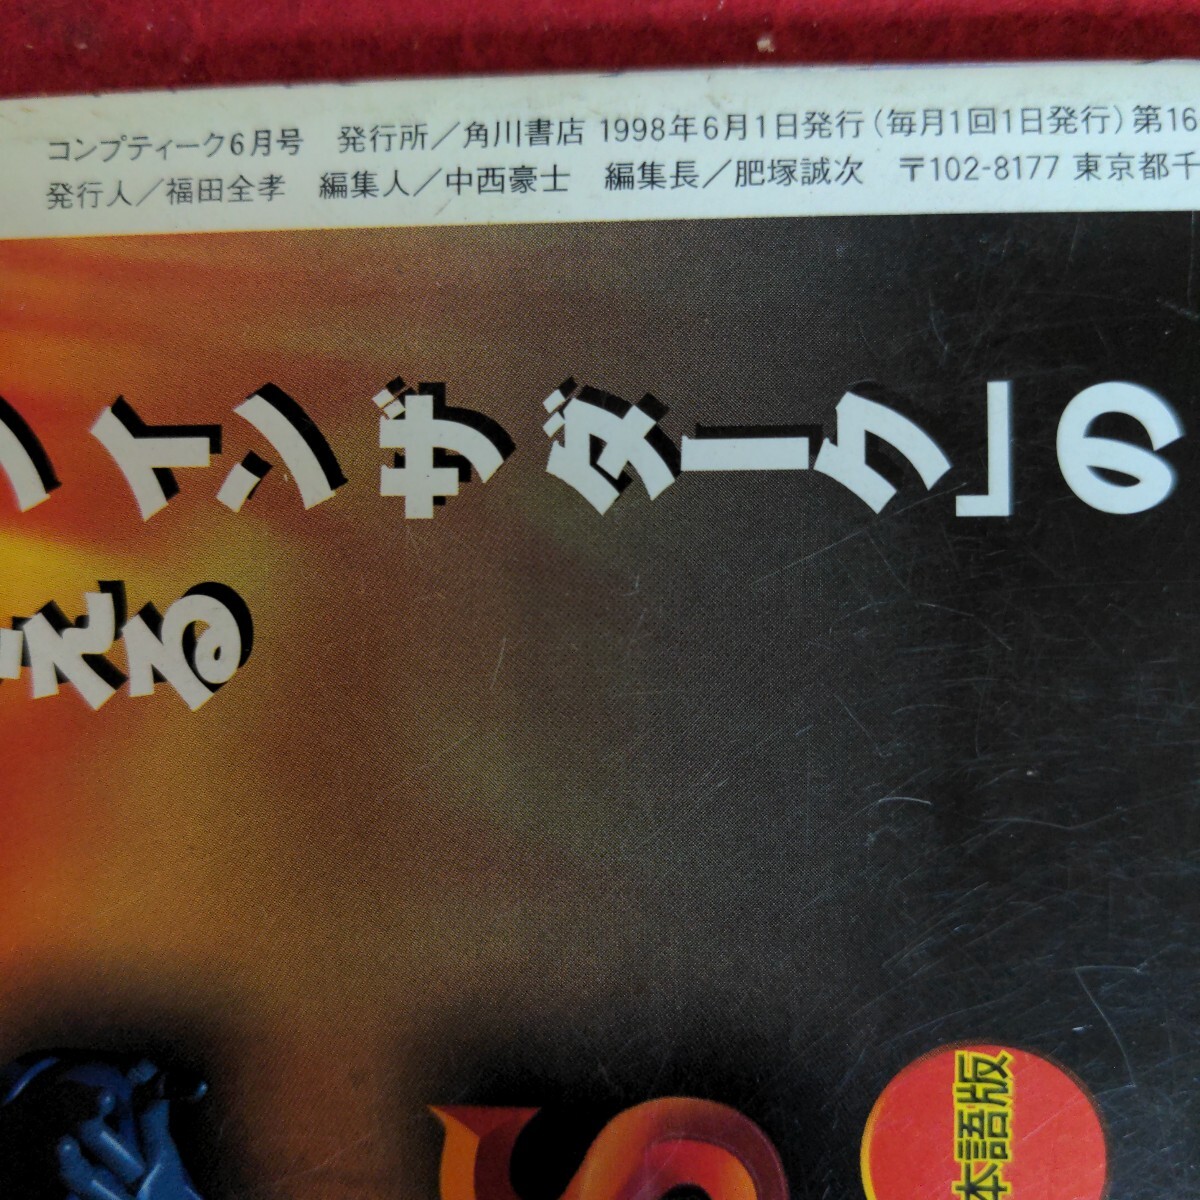 コンプティーク6月号　発行所／角川書店 1998年6月1日発行(毎月1回1日発行)第16
発行人／福田全孝　編集人／中西豪士　編集長／肥塚誠次　〒102-8177 東京都千
インザダーク」の
える
S
本語版